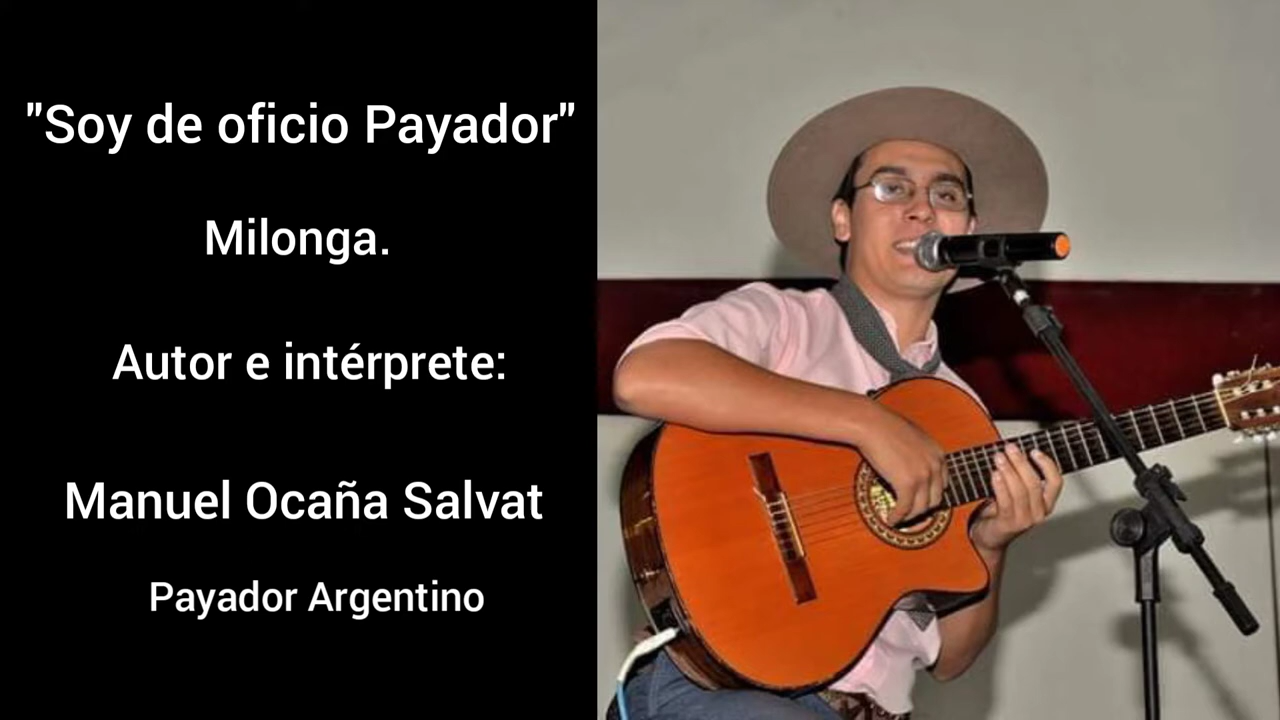 "Soy de oficio Payador"
Milonga.
Autor e intérprete:
Manuel Ocaña Salvat
Payador Argentino